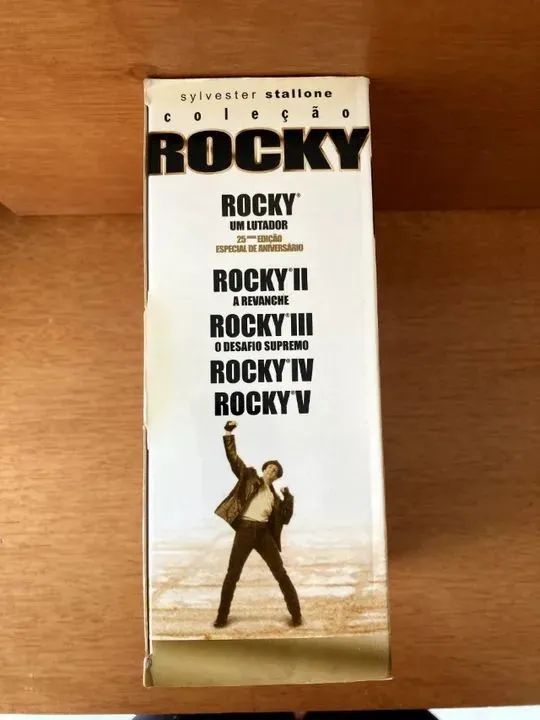 sylvester stallone
coleção
ROCKY
ROCKY®
UM LUTADOR
25 EDIÇÃO
ESPECIAL DE ANIVERSÁRIO
ROCKY®II
A REVANCHE
ROCKY®III
O DESAFIO SUPREMO
ROCKY®IV
ROCKY®V